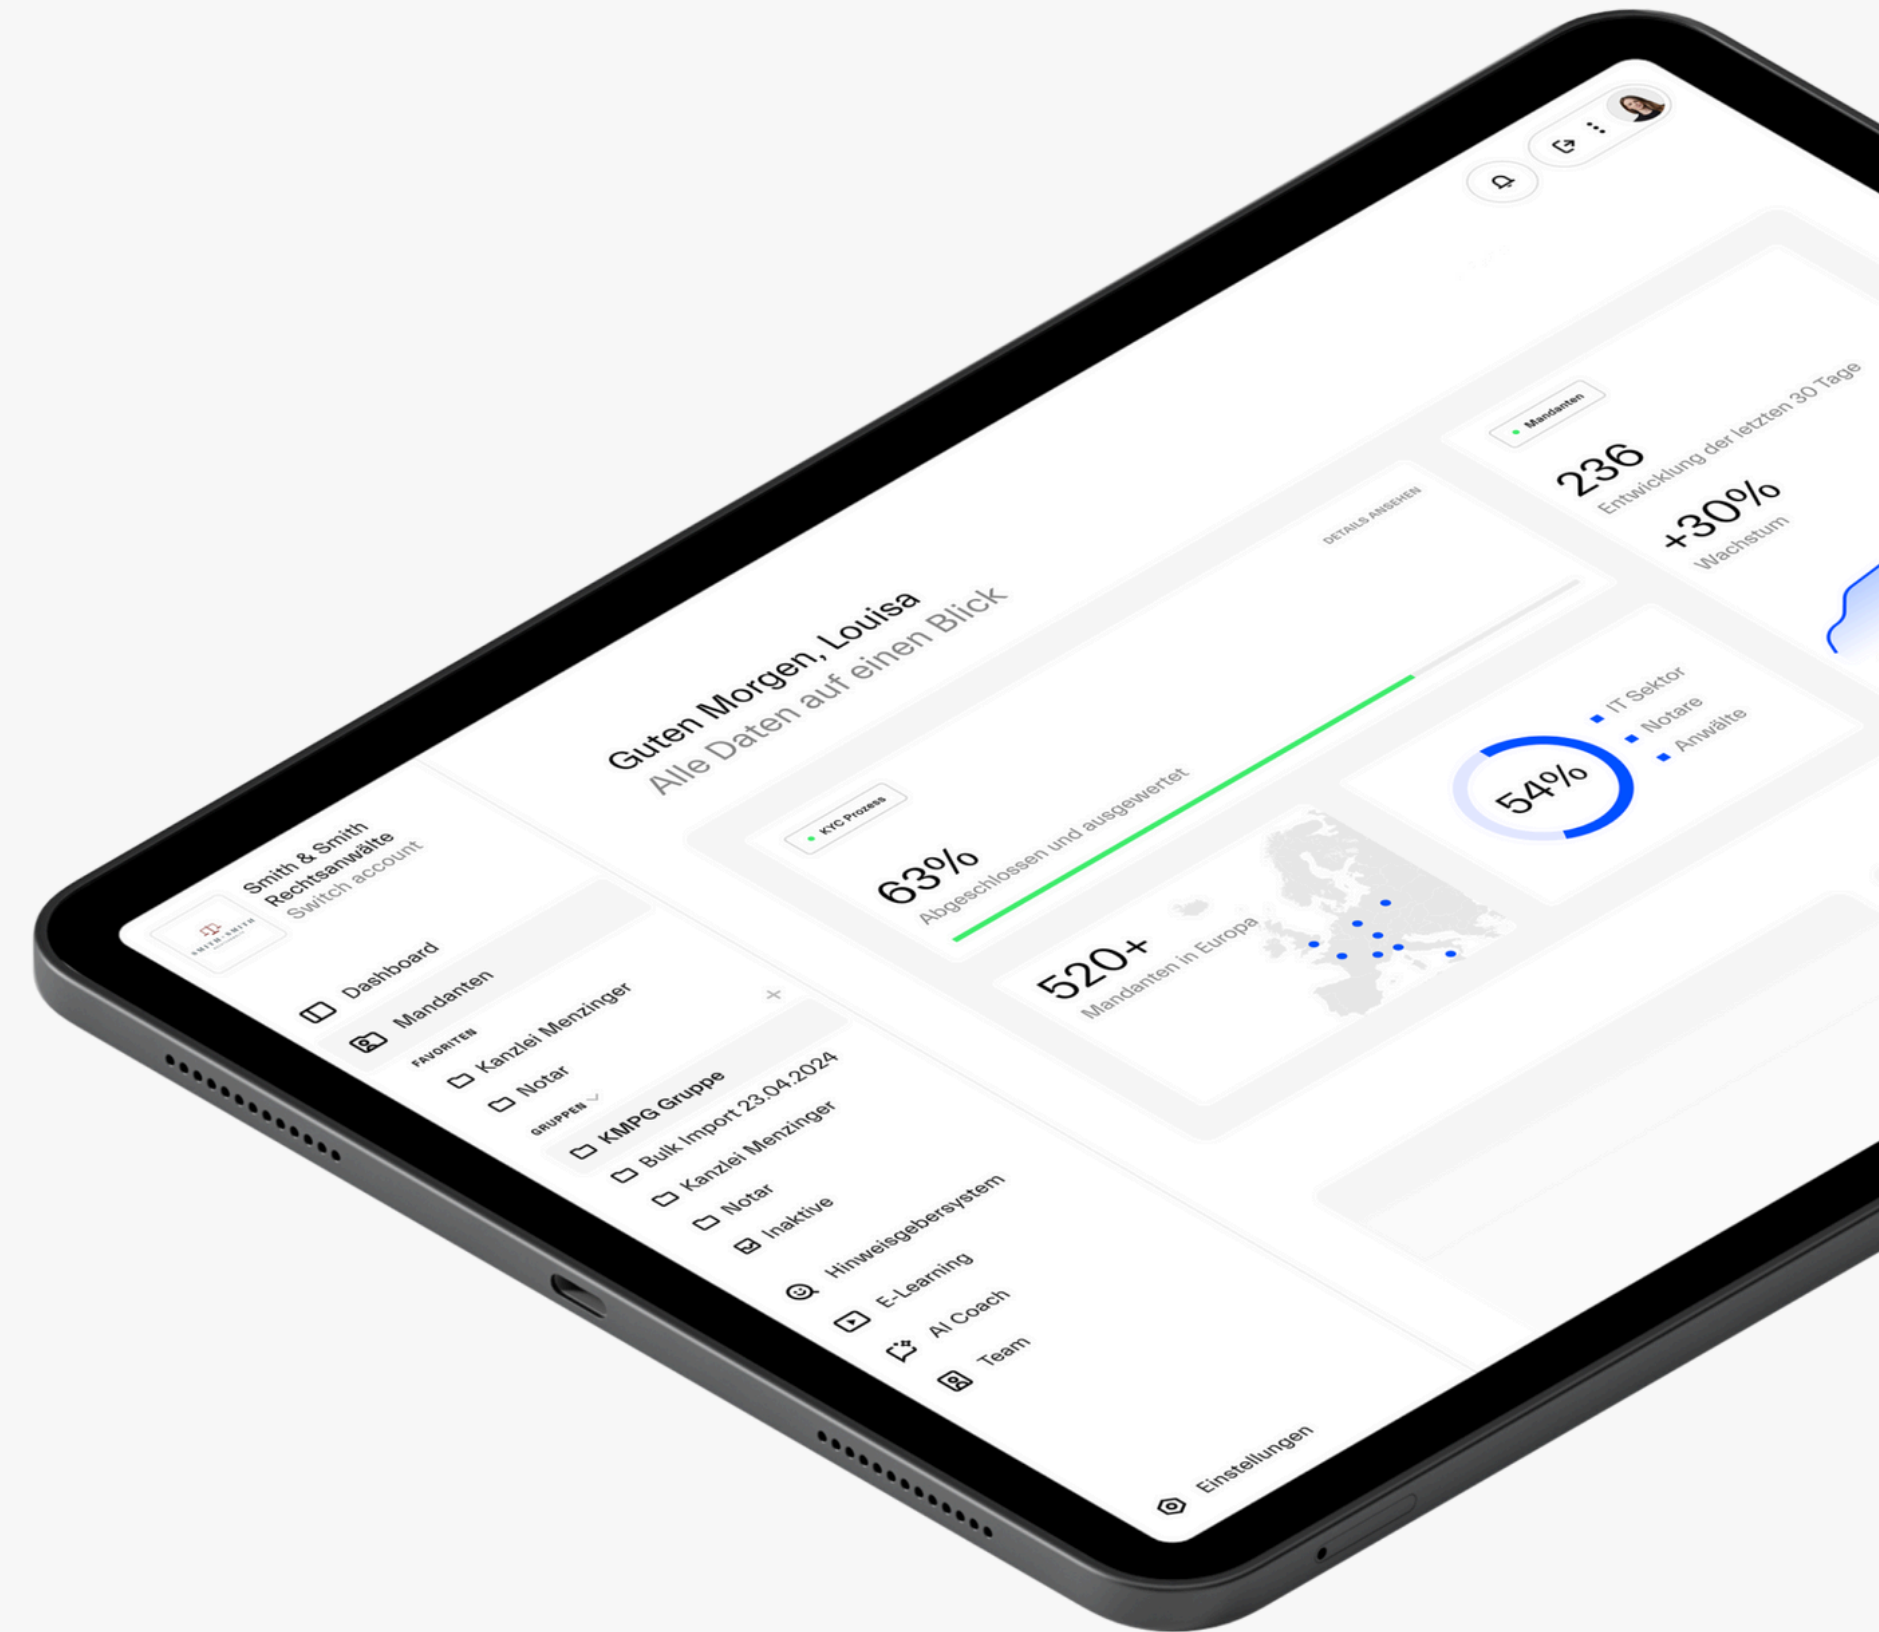 Smith & Smith
Rechtsanwälte
Switch account
SMITH·SMITH
Dashboard
Mandanten
FAVORITEN
Kanzlei Menzinger
Notar
GRUPPEN
KMPG Gruppe
Bulk Import 23.04.2024
Kanzlei Menzinger
Notar
Inaktive
Hinweisgebersystem
E-Learning
AI Coach
Team
Einstellungen
Guten Morgen, Louisa
Alle Daten auf einen Blick
KYC Prozess
DETAILS ANSEHEN
63%
Abgeschlossen und ausgewertet
520+
Mandanten in Europa
54%
IT Sektor
Notare
Anwälte
Mandanten
236
Entwicklung der letzten 30 Tage
+30%
Wachstum